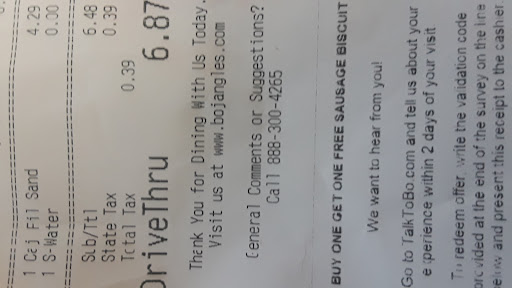 1 Caj Fil Sand 4.29
1 S-Water 0.00
Sub/Ttl 6.48
State Tax 0.39
Total Tax 0.39
DriveThru 6.87
Thank You for Dining With Us Today.
Visit us at www.bojangles.com
General Comments or Suggestions?
Call 888-300-4265
BUY ONE GET ONE FREE SAUSAGE BISCUIT
We want to hear from you!
Go to TalkToBo.com and tell us about your
experience within 2 days of your visit
To redeem offer, write the validation code
provided at the end of the survey on the line
below and present this receipt to the cashier